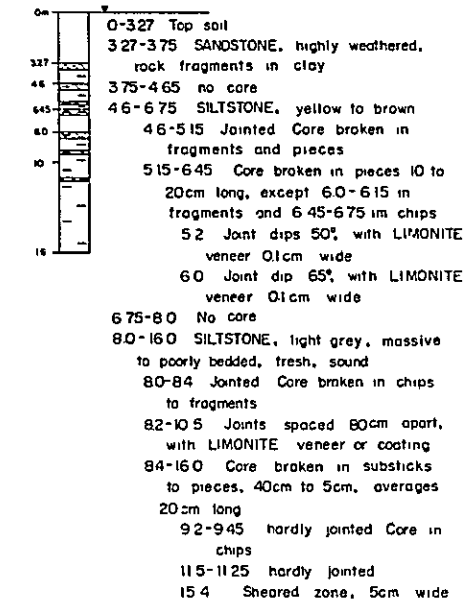 0m
0-3.27 Top soil
3 27-3 75 SANDSTONE, highly weathered,
rock fragments in clay
3.27
3 75-4 65 no core
4 6
4 6-6 75 SILTSTONE, yellow to brown
4 6-5 15 Jointed Core broken in
fragments and pieces
6.45
8.0
5 15-6 45 Core broken in pieces 10 to
20cm long, except 6.0-6 15 in
fragments and 6 45-6 75 im chips
10
5 2 Joint dips 50°, with LIMONITE
veneer 0.1 cm wide
6 0 Joint dip 65°, with LIMONITE
veneer 0.1 cm wide
6 75-8 0 No core
8.0-16 0 SILTSTONE, light grey, massive
to poorly bedded, fresh, sound
8.0-8 4 Jointed Core broken in chips
to fragments
8.2-10 5 Joints spaced 80cm apart,
with LIMONITE veneer or coating
8 4-16 0 Core broken in substicks
to pieces, 40cm to 5cm, averages
20 cm long
9 2-9 45 hardly jointed Core in
chips
11 5-11 25 hardly jointed
15 4 Sheared zone, 5cm wide